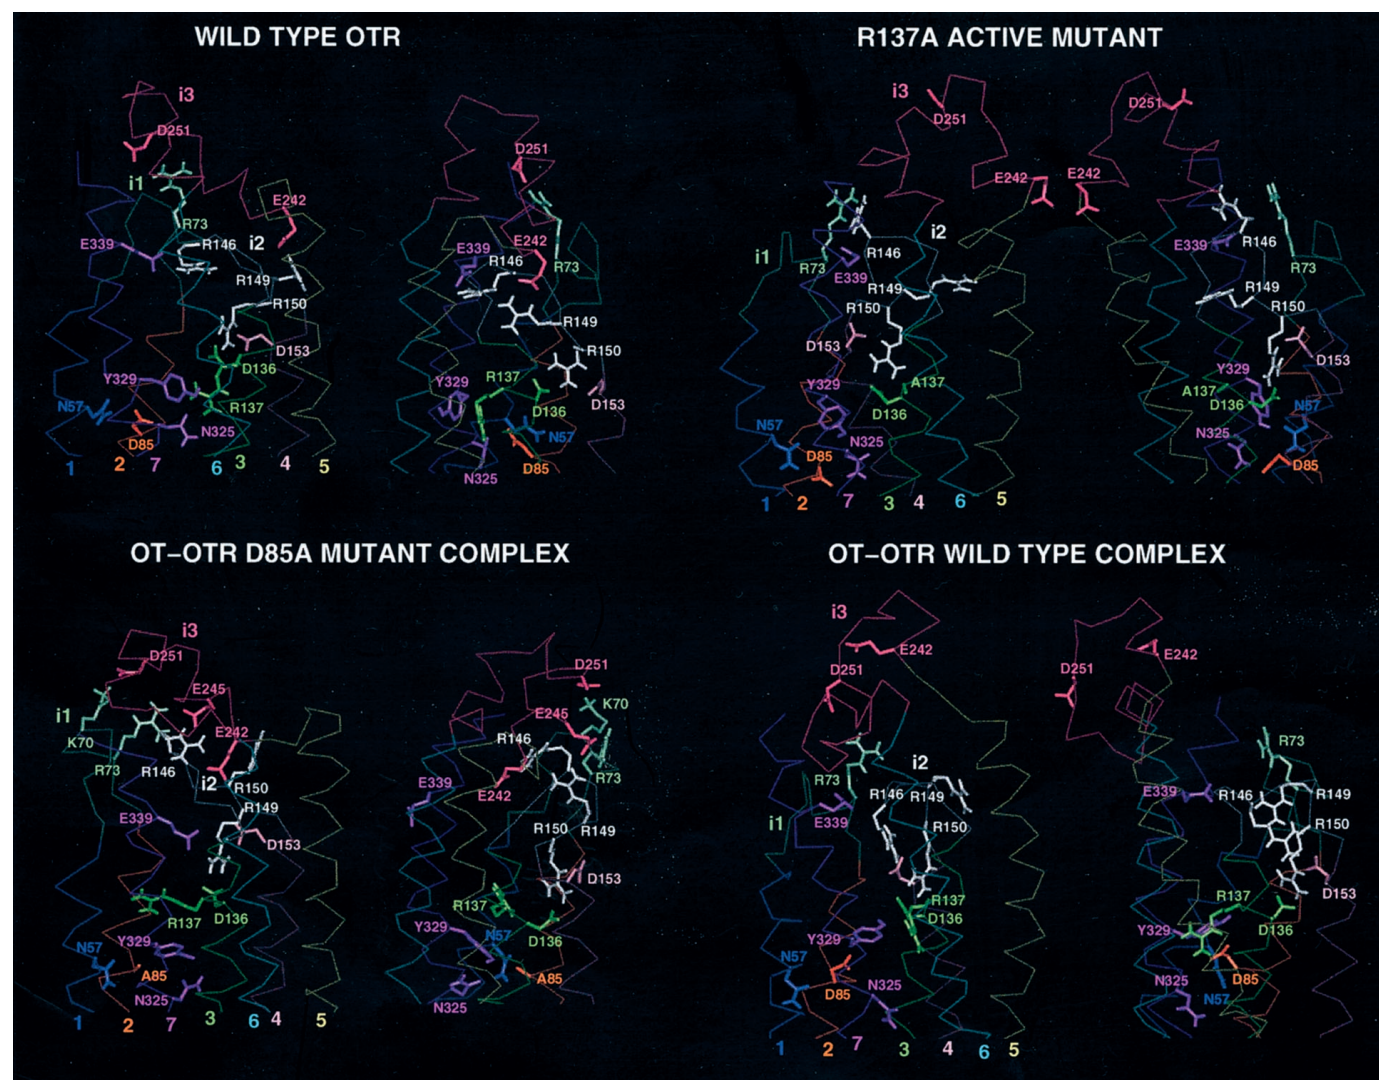 WILD TYPE OTR
i3
D251
i1
E242
R73
E339
R146
i2
R149
R150
D153
D136
Y329
N57
R137
D85
N325
1 2 7 6 3 4 5
D251
E339
E242
R146
R73
R149
R150
Y329
R137
D153
D136
N57
D85
N325
R137A ACTIVE MUTANT
i3
D251
E242
i2
i1
R146
R73
E339
R149
R150
D153
Y329
A137
D136
N57
N325
D85
1 2 7 3 4 6 5
D251
E242
E339
R146
R73
R149
R150
D153
Y329
A137
D136
N57
N325
D85
OT–OTR D85A MUTANT COMPLEX
i3
D251
E245
i1
K70
E242
R73
R146
i2
R150
R149
E339
D153
R137
D136
N57
Y329
A85
N325
1 2 7 3 6 4 5
D251
K70
E245
R146
R73
E339
E242
R150
R149
D153
R137
Y329
N57
D136
A85
N325
OT–OTR WILD TYPE COMPLEX
i3
E242
D251
i2
R73
R146
R149
i1
E339
R150
R137
D136
Y329
N57
D85
N325
1 2 7 3 4 6 5
D251
E242
R73
E339
R146
R149
R150
D153
Y329
R137
D136
N325
D85
N57